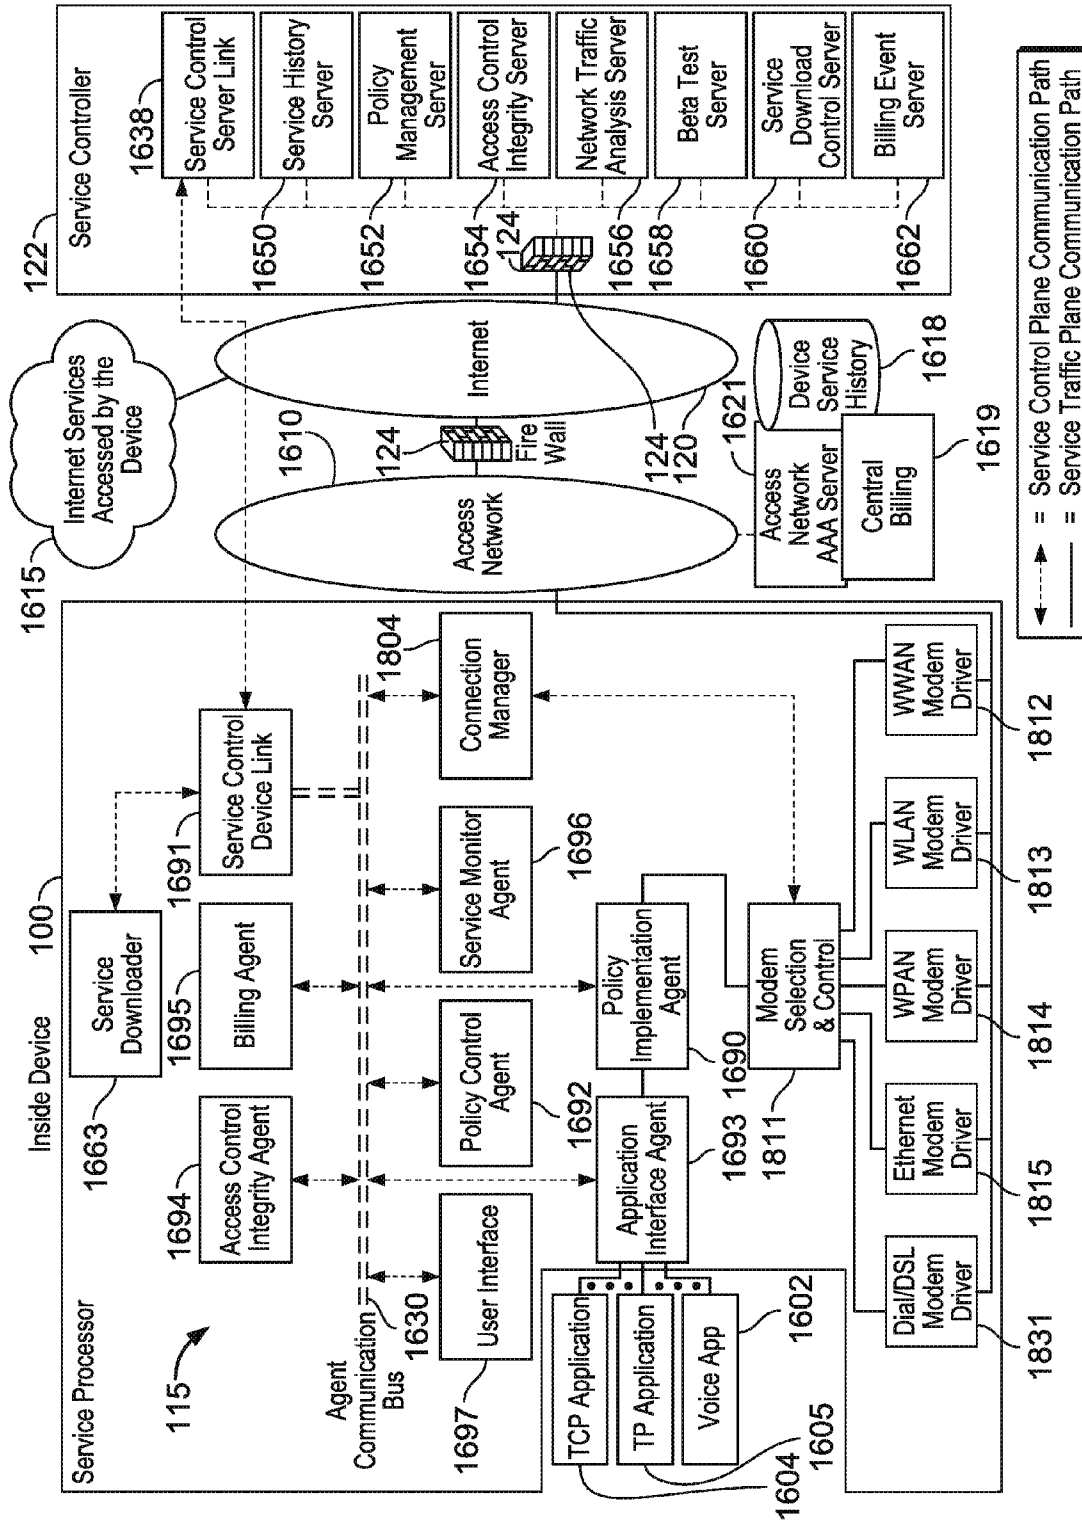 Service Processor
Inside Device
100
115
1663
Service
Downloader
1694
Access Control
Integrity Agent
1695
Billing Agent
1691
Service Control
Device Link
Agent
Communication
Bus
1630
1697
User Interface
Policy Control
Agent
1692
Service Monitor
Agent
1696
1804
Connection
Manager
TCP Application
TP Application
Voice App
1604
1605
1602
Application
Interface Agent
1693
Policy
Implementation
Agent
1690
Modem
Selection
& Control
1811
Dial/DSL
Modem
Driver
1831
Ethernet
Modem
Driver
1815
WPAN
Modem
Driver
1814
WLAN
Modem
Driver
1813
WWAN
Modem
Driver
1812
1615
Internet Services
Accessed by the
Device
1610
Access
Network
124
Fire
Wall
Internet
120
124
124
Access
Network
AAA Server
1621
Device
Service
History
1618
Central
Billing
1619
122
Service Controller
1638
Service Control
Server Link
1650
Service History
Server
1652
Policy
Management
Server
1654
Access Control
Integrity Server
1656
Network Traffic
Analysis Server
1658
Beta Test
Server
1660
Service
Download
Control Server
1662
Billing Event
Server
= Service Control Plane Communication Path
= Service Traffic Plane Communication Path